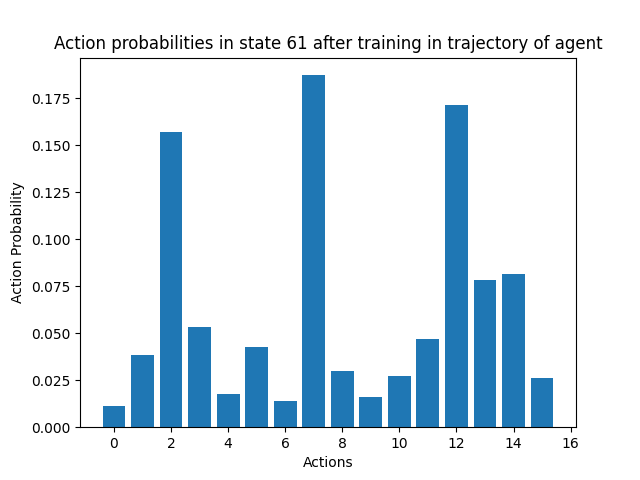 Action probabilities in state 61 after training in trajectory of agent
0.175
0.150
0.125
0.100
0.075
0.050
0.025
0.000
Action Probability
0 2 4 6 8 10 12 14 16
Actions